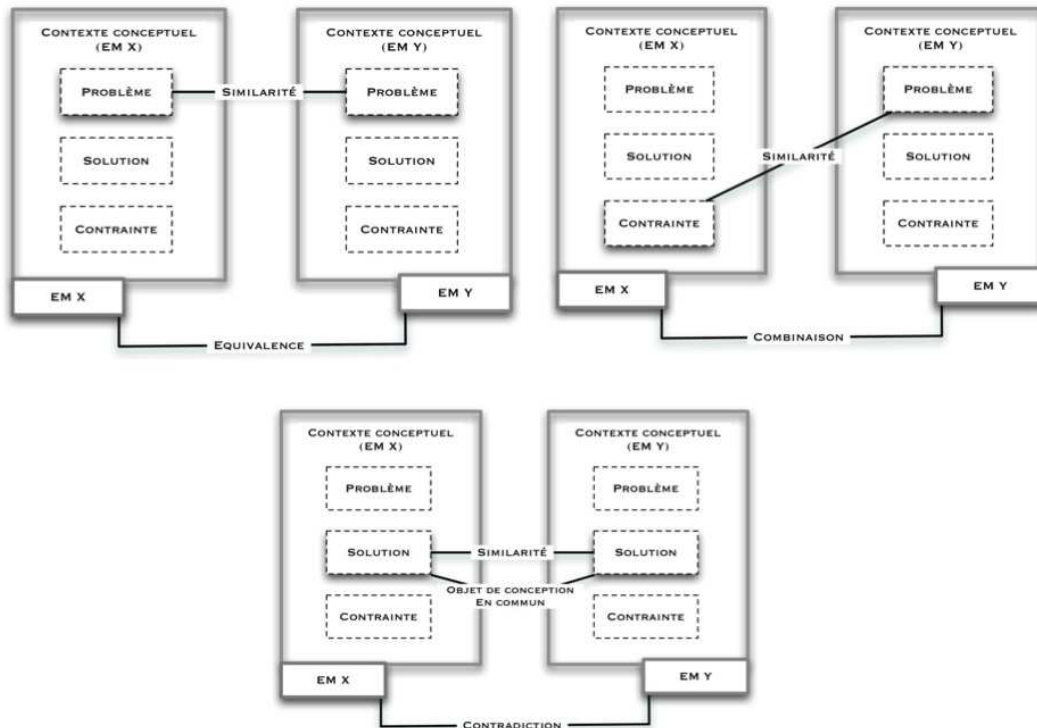 CONTEXTE CONCEPTUEL
(EM X)
PROBLÈME
SOLUTION
CONTRAINTE
EM X
SIMILARITÉ
CONTEXTE CONCEPTUEL
(EM Y)
PROBLÈME
SOLUTION
CONTRAINTE
EM Y
EQUIVALENCE
CONTEXTE CONCEPTUEL
(EM X)
PROBLÈME
SOLUTION
CONTRAINTE
EM X
SIMILARITÉ
CONTEXTE CONCEPTUEL
(EM Y)
PROBLÈME
SOLUTION
CONTRAINTE
EM Y
COMBINAISON
CONTEXTE CONCEPTUEL
(EM X)
PROBLÈME
SOLUTION
CONTRAINTE
EM X
SIMILARITÉ
OBJET DE CONCEPTION
EN COMMUN
CONTEXTE CONCEPTUEL
(EM Y)
PROBLÈME
SOLUTION
CONTRAINTE
EM Y
CONTRADICTION